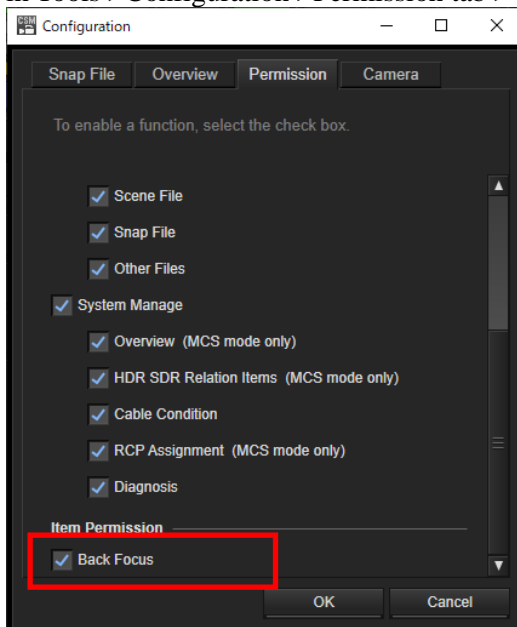 CSM Configuration
Snap File Overview Permission Camera
To enable a function, select the check box.
Scene File
Snap File
Other Files
System Manage
Overview (MCS mode only)
HDR SDR Relation Items (MCS mode only)
Cable Condition
RCP Assignment (MCS mode only)
Diagnosis
Item Permission
Back Focus
OK Cancel